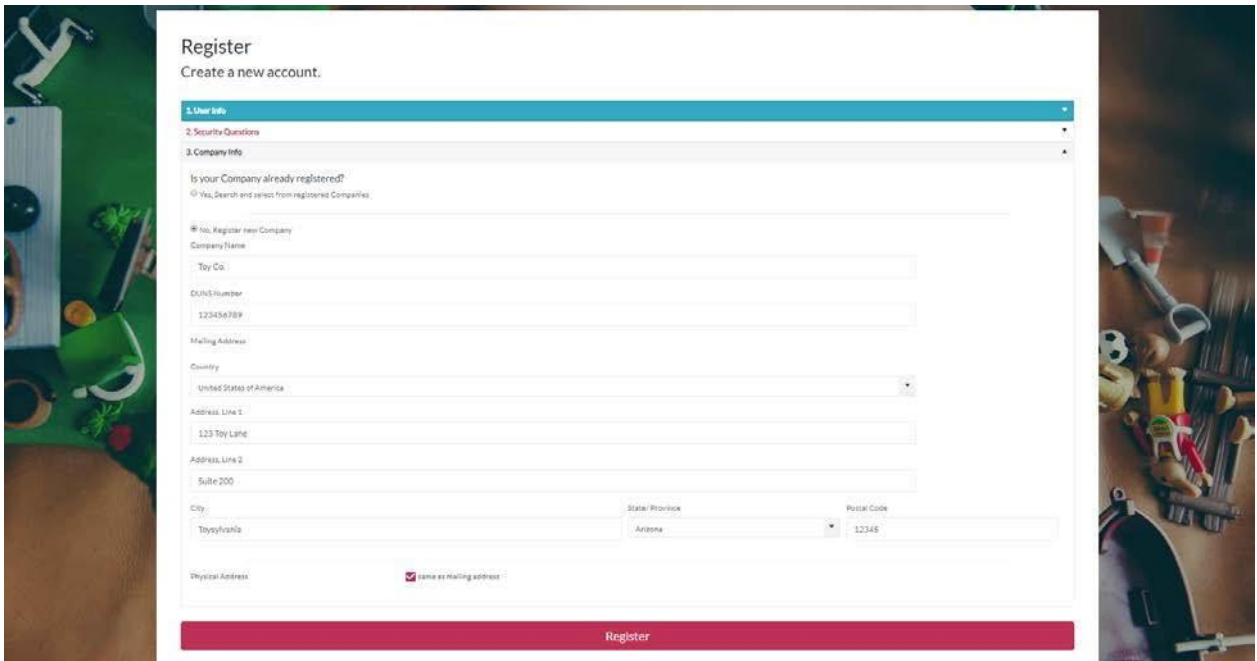 Register
Create a new account.
1. User Info
2. Security Questions
3. Company Info
Is your Company already registered?
Yes, Search and select from registered Companies
No, Register new Company
Company Name
Toy Co.
DUNS Number
123456789
Mailing Address
Country
United States of America
Address, Line 1
123 Toy Lane
Address, Line 2
Suite 200
City State/ Province Postal Code
Toysylvania Arizona 12345
Physical Address same as mailing address
Register